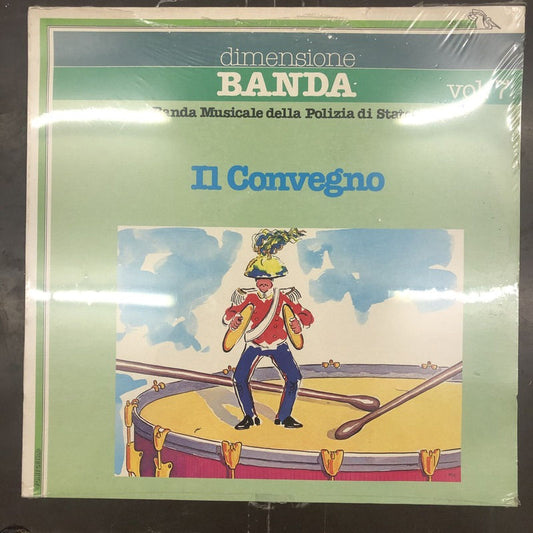 dimensione
BANDA
vol. 7
Banda Musicale della Polizia di Stato
Il Convegno